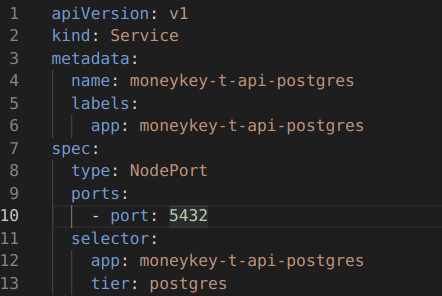 1 apiVersion: v1
2 kind: Service
3 metadata:
4   name: moneykey-t-api-postgres
5   labels:
6     app: moneykey-t-api-postgres
7 spec:
8   type: NodePort
9   ports:
10     - port: 5432
11   selector:
12     app: moneykey-t-api-postgres
13     tier: postgres